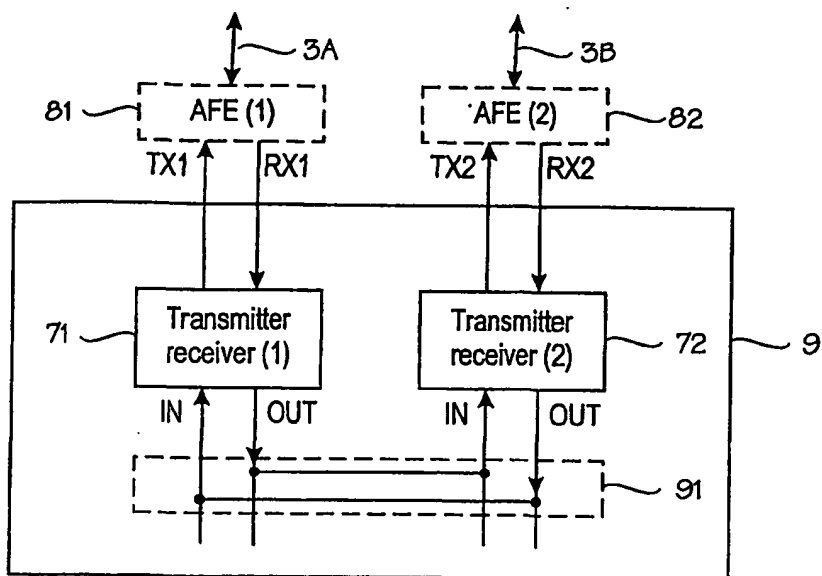 3A
3B
81
AFE (1)
AFE (2)
82
TX1
RX1
TX2
RX2
71
Transmitter
receiver (1)
Transmitter
receiver (2)
72
9
IN
OUT
IN
OUT
91